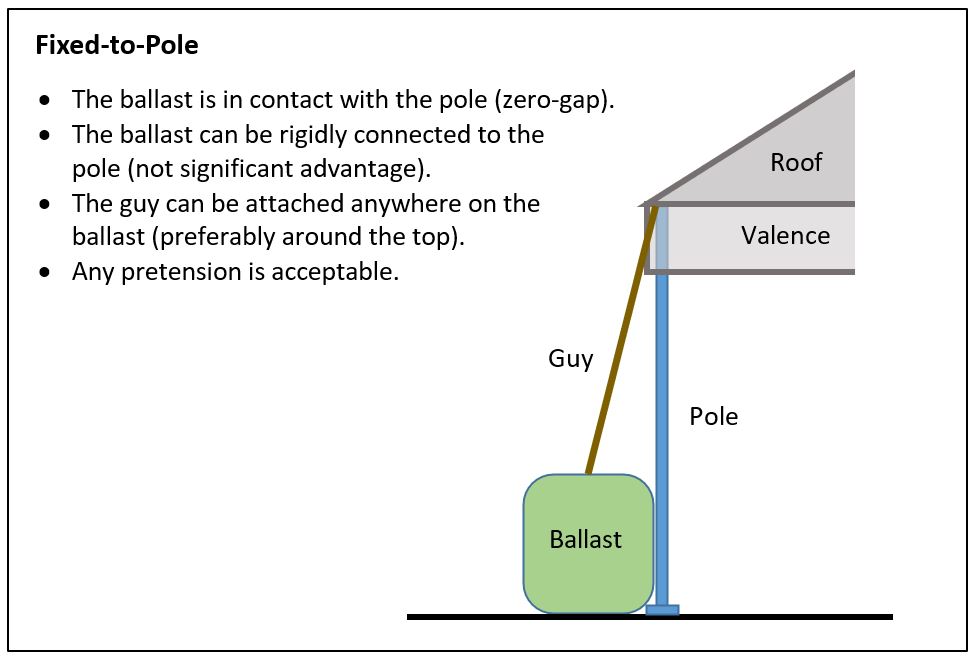 Fixed-to-Pole
• The ballast is in contact with the pole (zero-gap).
• The ballast can be rigidly connected to the
pole (not significant advantage).
• The guy can be attached anywhere on the
ballast (preferably around the top).
• Any pretension is acceptable.
Roof
Valence
Guy
Pole
Ballast